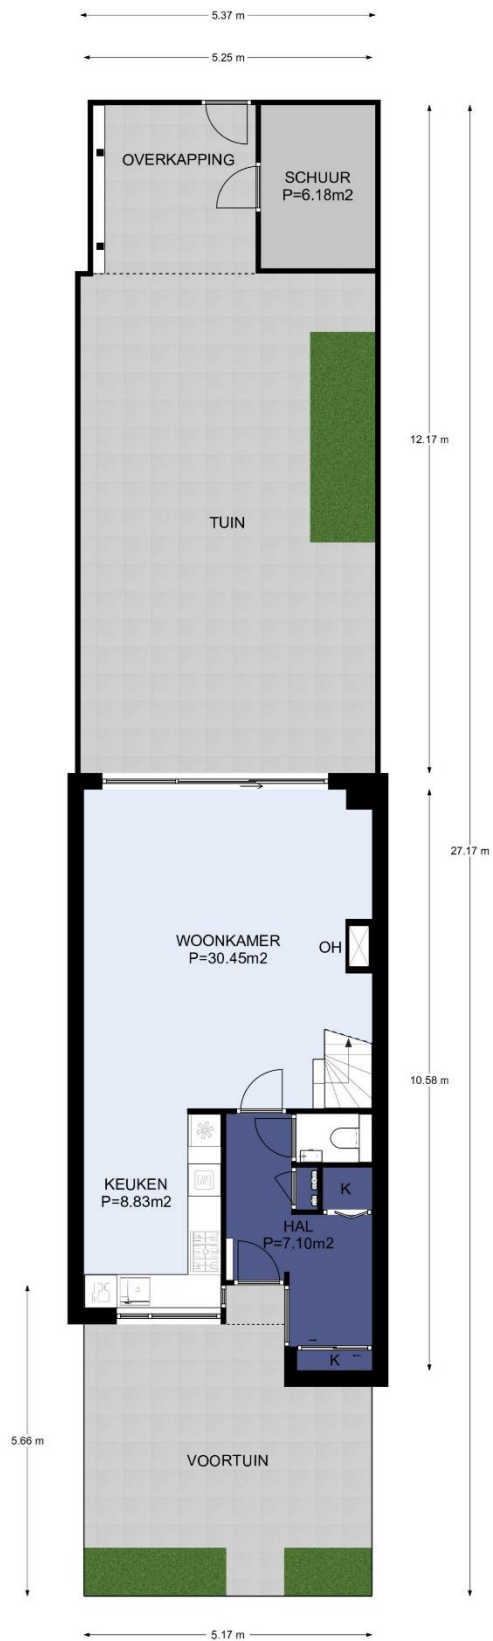 5.37 m
5.25 m
OVERKAPPING
SCHUUR
P=6.18m2
12.17 m
TUIN
27.17 m
WOONKAMER
P=30.45m2
OH
10.58 m
KEUKEN
P=8.83m2
K
HAL
P=7.10m2
K
5.66 m
VOORTUIN
5.17 m